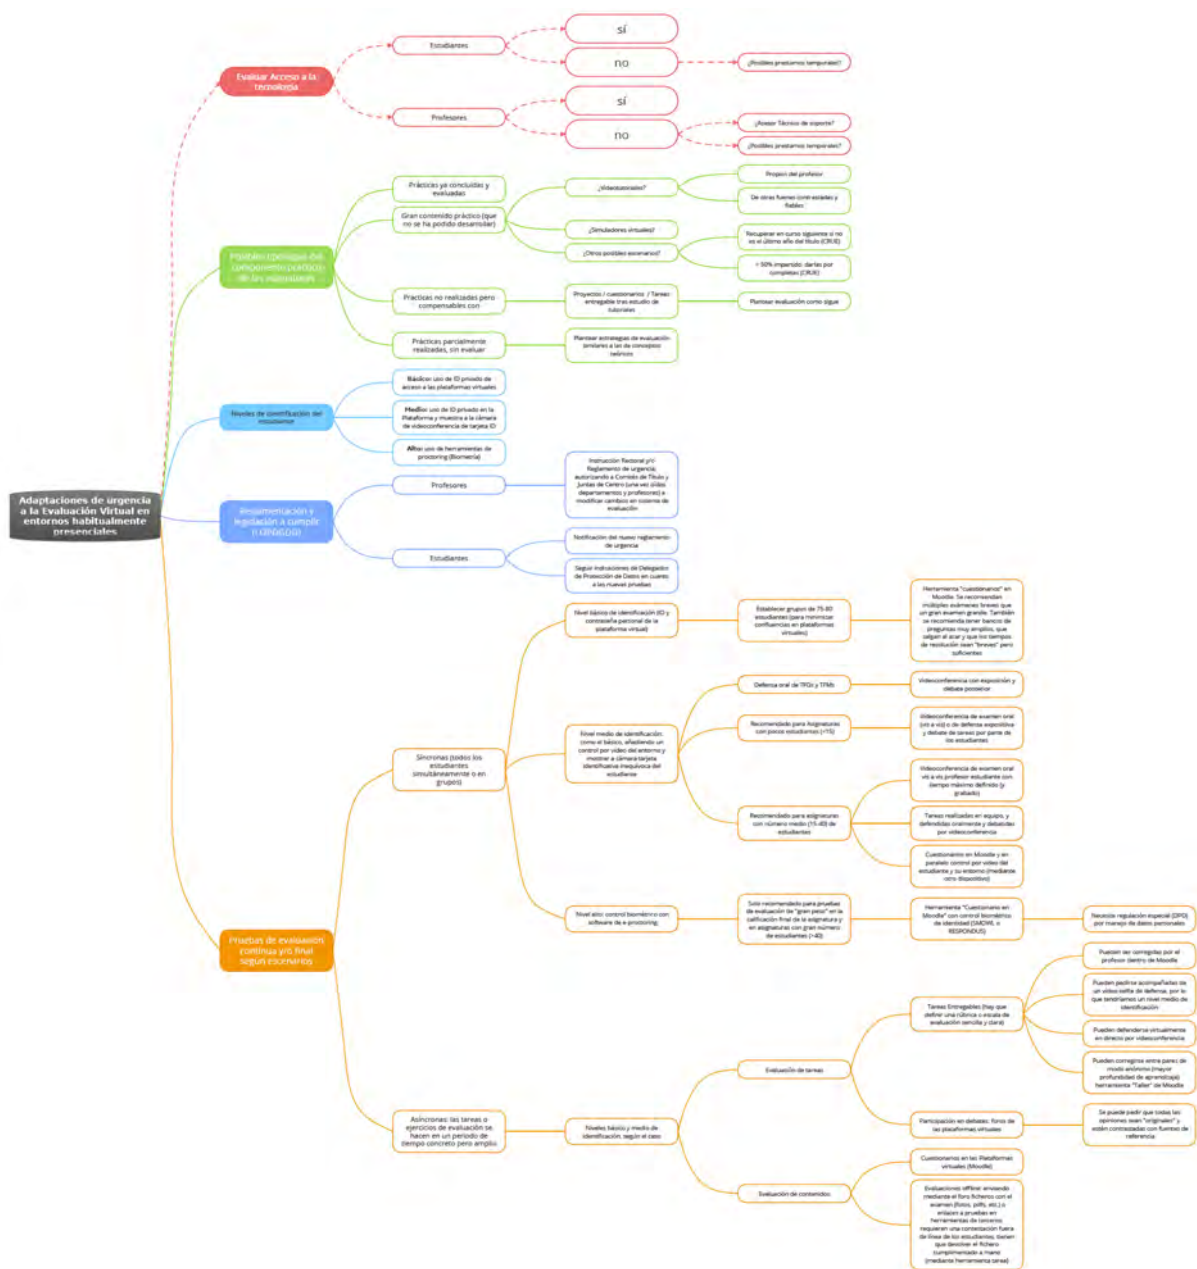 Evaluar Acceso a la
tecnología
Estudiantes
sí
no
¿Posibles prestamos temporales?
Profesores
sí
no
¿Asesor Técnico de soporte?
¿Posibles prestamos temporales?
Prácticas ya concluidas y
evaluadas
Gran contenido práctico (que
no se ha podido desarrollar)
¿Videotutoriales?
Propios del profesor
De otras fuentes contrastadas y
fiables
¿Simuladores virtuales?
¿Otros posibles escenarios?
Recuperar en curso siguiente si no
es el último año del título (CRUE)
> 50% impartido: darlas por
completas (CRUE)
componente práctico
de las asignaturas
Practicas no realizadas pero
compensables con
Proyectos / cuestionarios / Tareas
entregable tras estudio de
tutoriales
Plantear evaluación como sigue
Prácticas parcialmente
realizadas, sin evaluar
Plantear estrategias de evaluación
similares a las de conceptos
teóricos
Niveles de identificación del
estudiante
Básico: uso de ID privado de
acceso a las plataformas virtuales
Medio: uso de ID privado en la
Plataforma y muestra a la cámara
de videoconferencia de tarjeta ID
Alto: uso de herramientas de
proctoring (Biometría)
Adaptaciones de urgencia
a la Evaluación Virtual en
entornos habitualmente
presenciales
Reglamentación y
legislación a cumplir
Profesores
Instrucción Rectoral y/o
Reglamento de urgencia,
autorizando a Comités de Títulos y
Juntas de Centro (una vez oídos
departamentos y profesores) a
modificar cambios en sistema de
evaluación
Estudiantes
Notificación del nuevo reglamento
de urgencia
Seguir indicaciones de Delegados
de Protección de Datos en cuanto
a las nuevas pruebas
Pruebas de evaluación
continua y/o final
según escenarios
Síncronas (todos los
estudiantes
simultáneamente o en
grupos)
Nivel básico de identificación (ID y
contraseña personal de la
plataforma virtual)
Establecer grupos de 75-80
estudiantes (para minimizar
confluencias en plataformas
virtuales)
Herramienta "cuestionarios" en
Moodle. Se recomiendan
múltiples exámenes breves que
un gran examen grande. También
se recomienda tener bancos de
preguntas muy amplios, que
salgan al azar y que los tiempos
de resolución sean "breves" pero
suficientes
Nivel medio de identificación:
como el básico, añadiendo un
control por vídeo del entorno y
mostrar a cámara tarjeta
identificativa inequívoca del
estudiante
Defensa oral de TFGs y TFMs
Videoconferencia con exposición y
debate posterior
Recomendado para Asignaturas
con pocos estudiantes (<15)
Videoconferencia de examen oral
(vis a vis) o de defensa expositiva
y debate de tareas por parte de
los estudiantes
Recomendado para asignaturas
con número medio (15-40) de
estudiantes
Videoconferencia de examen oral
vis a vis profesor estudiante con
tiempo máximo definido (y
grabado)
Tareas realizadas en equipo, y
defendidas oralmente y debatidas
por videoconferencia
Cuestionario en Moodle y en
paralelo control por vídeo del
estudiante y su entorno (mediante
otro dispositivo)
Nivel alto: control biométrico con
software de e-proctoring
Solo recomendado para pruebas
de evaluación de "gran peso" en la
calificación final de la asignatura y
en asignaturas con gran número
de estudiantes (>40)
Herramienta "Cuestionario en
Moodle" con control biométrico
de identidad (SMOWL o
RESPONDUS)
Necesita regulación especial (DPD)
por manejo de datos personales
Asíncronas: las tareas o
ejercicios de evaluación se
hacen en un periodo de
tiempo concreto pero amplio
Niveles básico y medio de
identificación, según el caso
Evaluación de tareas
Tareas Entregables (hay que
definir una rúbrica o escala de
evaluación sencilla y clara)
Pueden ser corregidas por el
profesor dentro de Moodle
Pueden pedirse acompañadas de
un vídeo selfie de defensa, por lo
que tendríamos un nivel medio de
identificación
Pueden defenderse virtualmente
en directo por videoconferencia
Pueden corregirse entre pares de
modo anónimo (mayor
profundidad de aprendizaje)
herramienta "Taller" de Moodle
Participación en debates, foros de
las plataformas virtuales
Se puede pedir que todas las
opiniones sean "originales" y
estén contrastadas con fuentes de
referencia
Evaluación de contenidos
Cuestionarios en las Plataformas
virtuales (Moodle)
Evaluaciones offline: enviando
mediante el foro ficheros con el
examen (fotos, pdfs, etc.) o
enlaces a pruebas en
herramientas de terceros
requieren una contestación fuera
de línea de los estudiantes, tienen
que devolver el fichero
cumplimentado a mano
(mediante herramienta tarea)